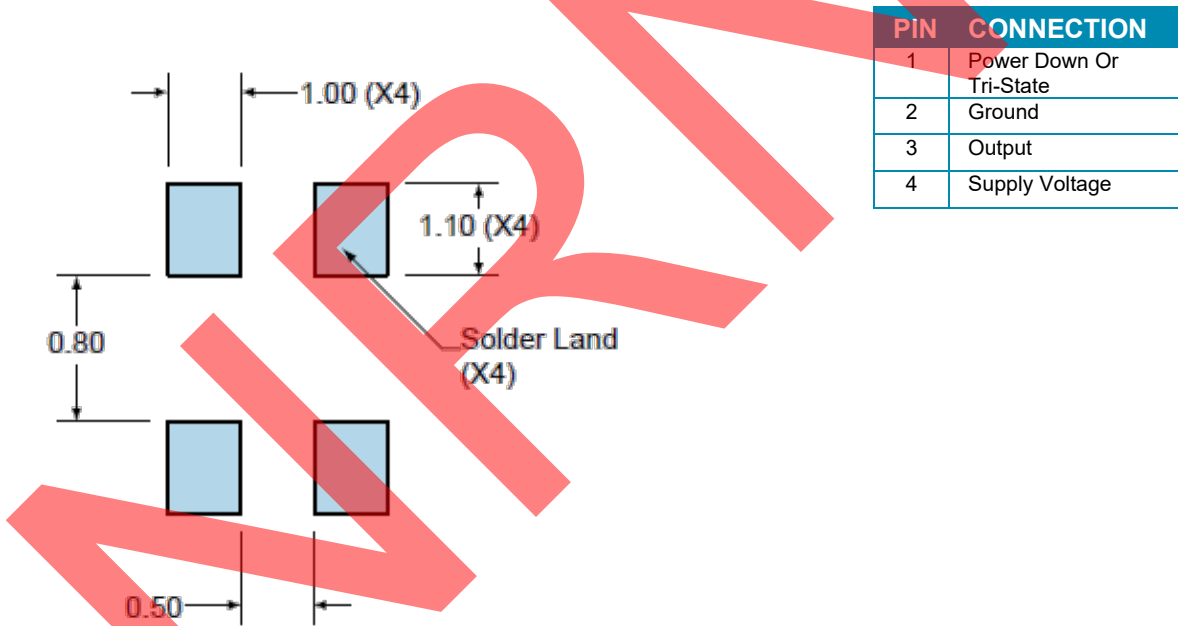 1.00 (X4)
1.10 (X4)
0.80
Solder Land
(X4)
0.50
PIN CONNECTION
1 Power Down Or
Tri-State
2 Ground
3 Output
4 Supply Voltage